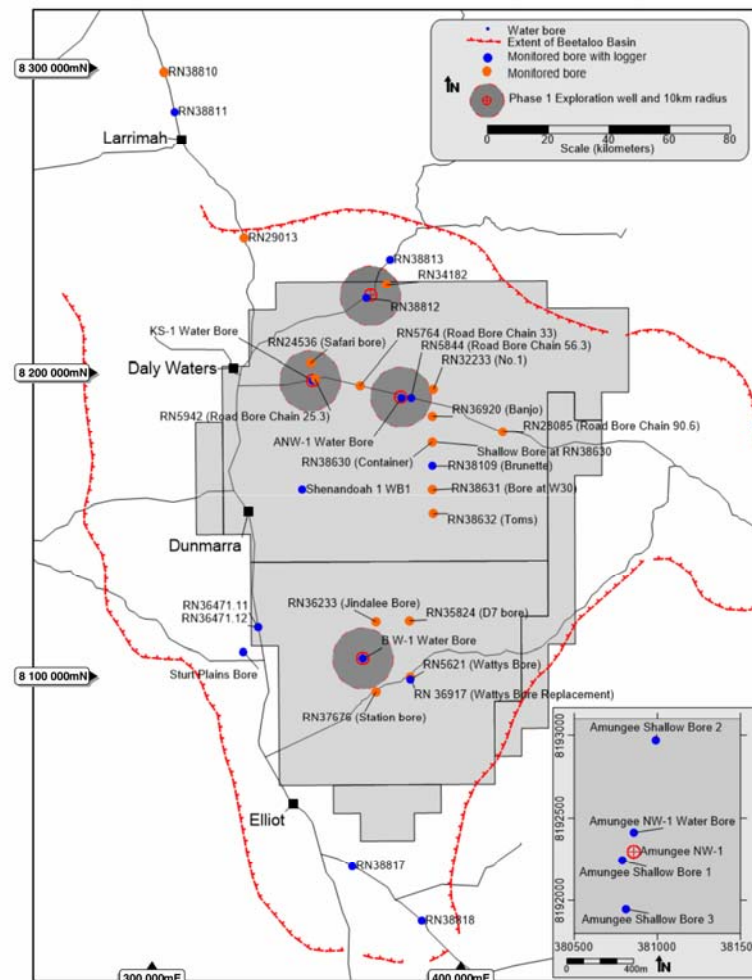 Water bore
Extent of Beetaloo Basin
Monitored bore with logger
Monitored bore
N
Phase 1 Exploration well and 10km radius
0 20 40 60 80
Scale (kilometers)
8 300 000mN
RN38810
RN38811
Larrimah
RN29013
RN38813
RN34182
RN38812
KS-1 Water Bore
RN24536 (Safari bore)
RN5764 (Road Bore Chain 33)
RN5844 (Road Bore Chain 56.3)
RN32233 (No.1)
Daly Waters
8 200 000mN
RN5942 (Road Bore Chain 25.3)
RN36920 (Banjo)
RN28085 (Road Bore Chain 90.6)
ANW-1 Water Bore
Shallow Bore at RN38630
RN38630 (Container)
RN38109 (Brunette)
Shenandoah 1 WB1
RN38631 (Bore at W30)
RN38632 (Toms)
Dunmarra
RN36471.11
RN36471.12
RN36233 (Jindalee Bore)
RN35824 (D7 bore)
B W-1 Water Bore
Sturt Plains Bore
RN5621 (Wattys Bore)
8 100 000mN
RN 36917 (Wattys Bore Replacement)
RN37676 (Station bore)
Elliot
RN38817
RN38818
300 000mE
400 000mE
Amungee Shallow Bore 2
8193000
Amungee NW-1 Water Bore
8192500
Amungee NW-1
Amungee Shallow Bore 1
8192000
Amungee Shallow Bore 3
380500
381000
38150
0 400m
N